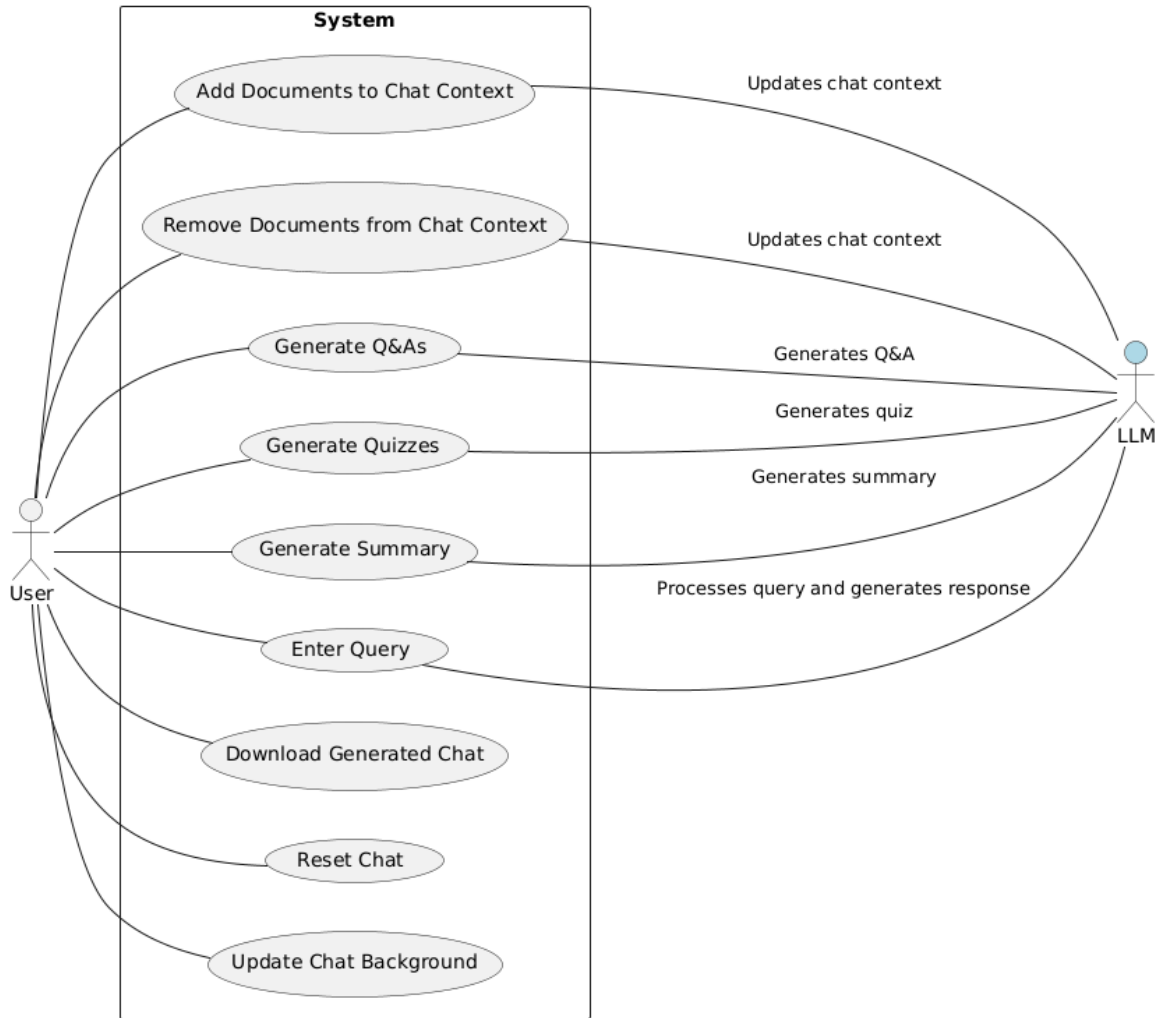 System
Add Documents to Chat Context
Updates chat context
Remove Documents from Chat Context
Updates chat context
Generate Q&As
Generates Q&A
Generates quiz
Generate Quizzes
LLM
Generates summary
Generate Summary
User
Processes query and generates response
Enter Query
Download Generated Chat
Reset Chat
Update Chat Background